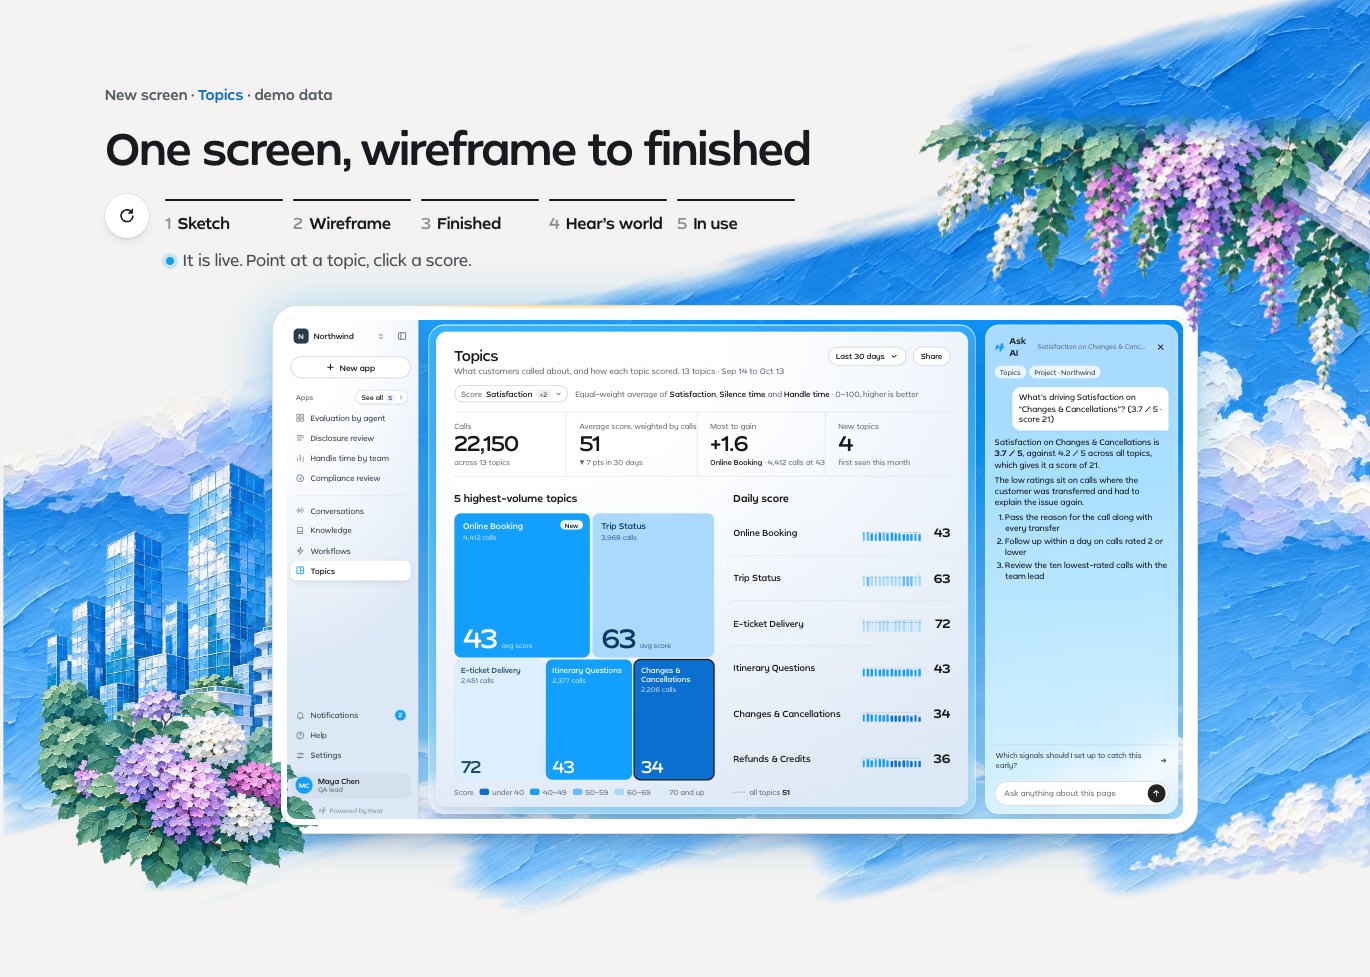 New screen · Topics · demo data
One screen, wireframe to finished
1 Sketch
2 Wireframe
3 Finished
4 Hear's world
5 In use
It is live. Point at a topic, click a score.
N Northwind
+ New app
Apps
See all 5
Evaluation by agent
Disclosure review
Handle time by team
Compliance review
Conversations
Knowledge
Workflows
Topics
Notifications 2
Help
Settings
MC Maya Chen
QA lead
Powered by Hear
Topics
Last 30 days
Share
What customers called about, and how each topic scored. 13 topics · Sep 14 to Oct 13
Score Satisfaction +2
Equal-weight average of Satisfaction, Silence time and Handle time · 0–100, higher is better
Calls
22,150
across 13 topics
Average score, weighted by calls
51
▼ 7 pts in 30 days
Most to gain
+1.6
Online Booking · 4,412 calls at 43
New topics
4
first seen this month
5 highest-volume topics
Online Booking
New
4,412 calls
43 avg score
Trip Status
3,968 calls
63 avg score
E-ticket Delivery
2,451 calls
72
Itinerary Questions
2,377 calls
43
Changes &
Cancellations
2,206 calls
34
Score under 40 40–49 50–59 60–69 70 and up
Daily score
Online Booking 43
Trip Status 63
E-ticket Delivery 72
Itinerary Questions 43
Changes & Cancellations 34
Refunds & Credits 36
all topics 51
Ask
AI
Satisfaction on Changes & Canc...
Topics
Project · Northwind
What's driving Satisfaction on
"Changes & Cancellations"? (3.7 / 5 ·
score 21)
Satisfaction on Changes & Cancellations is
3.7 / 5, against 4.2 / 5 across all topics,
which gives it a score of 21.
The low ratings sit on calls where the
customer was transferred and had to
explain the issue again.
1. Pass the reason for the call along with
every transfer
2. Follow up within a day on calls rated 2 or
lower
3. Review the ten lowest-rated calls with the
team lead
Which signals should I set up to catch this
early?
Ask anything about this page